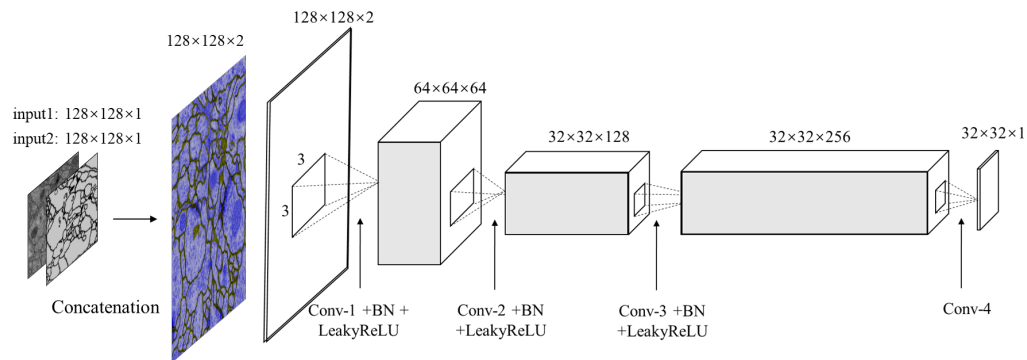 128×128×2
128×128×2
input1: 128×128×1
input2: 128×128×1
64×64×64
32×32×128
32×32×256
32×32×1
3
3
Concatenation
Conv-1 +BN +
LeakyReLU
Conv-2 +BN
+LeakyReLU
Conv-3 +BN
+LeakyReLU
Conv-4